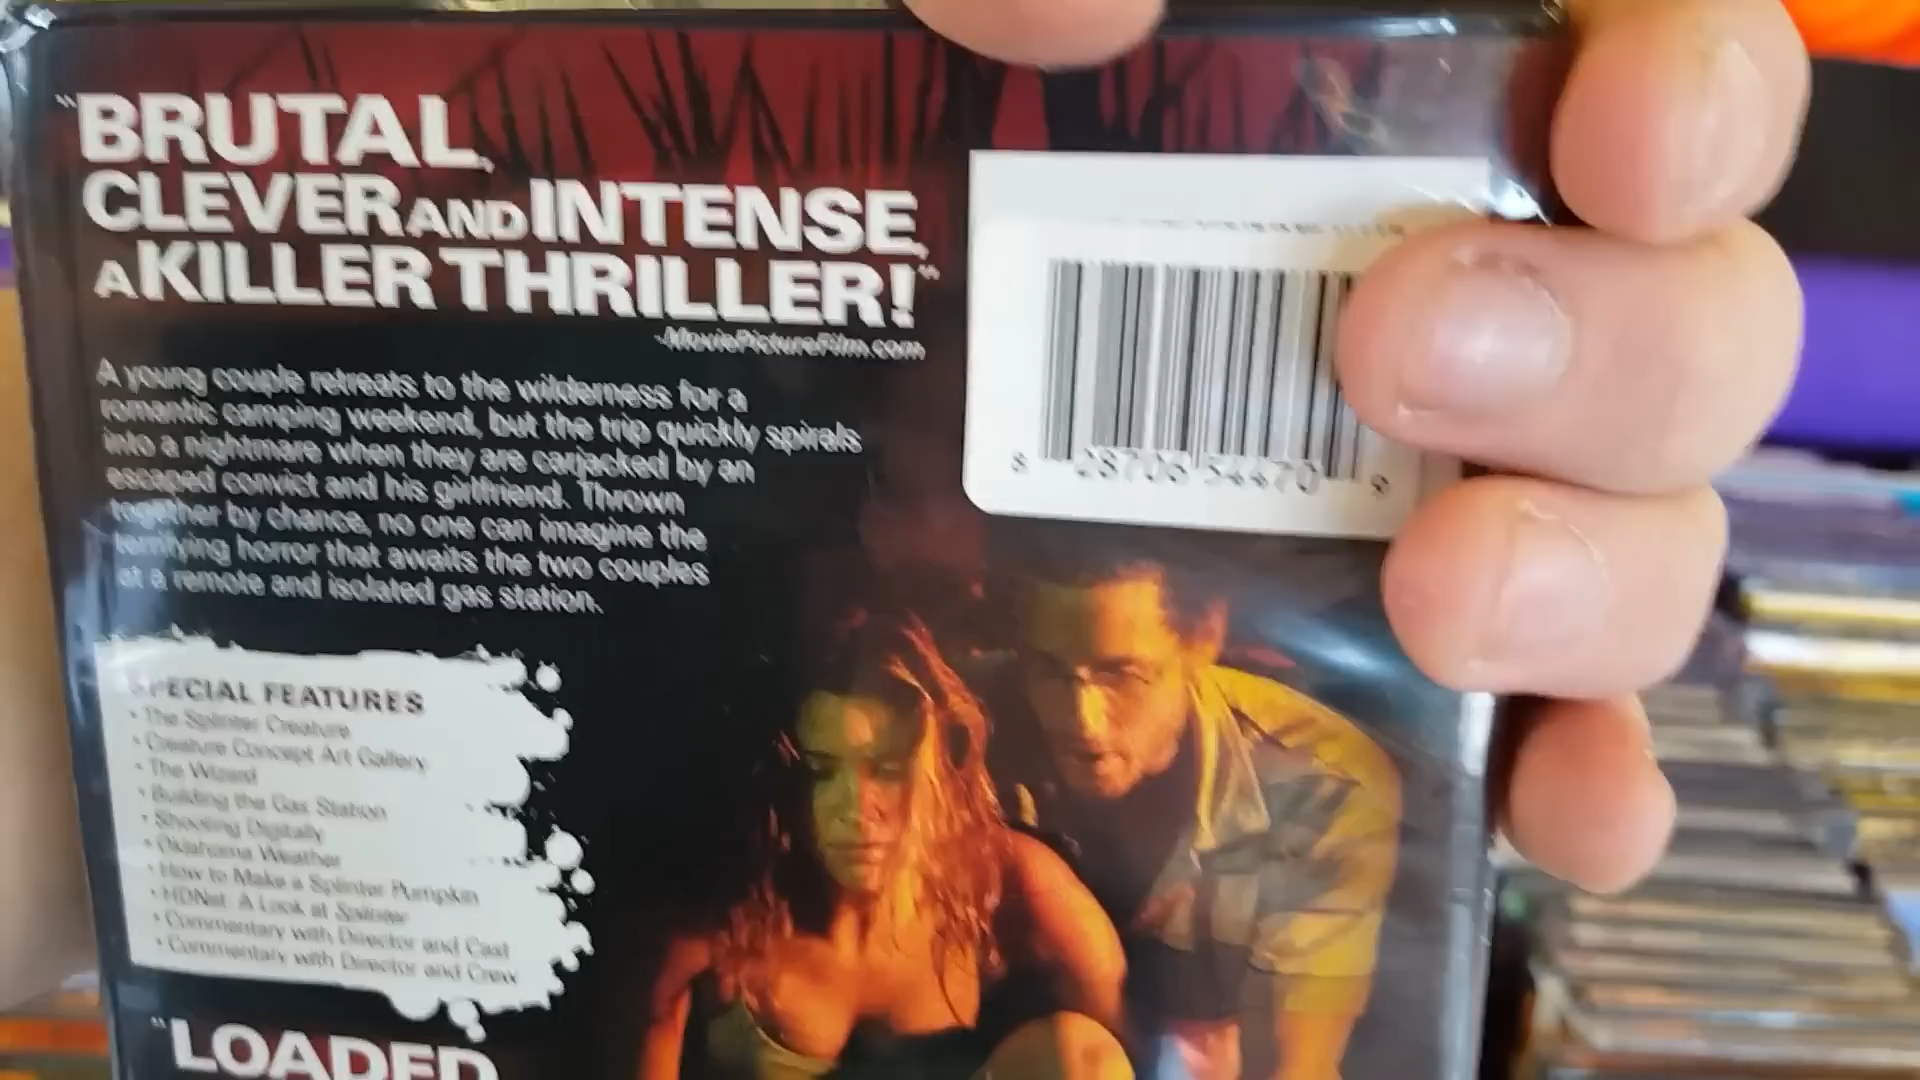 "BRUTAL,
CLEVER AND INTENSE,
A KILLER THRILLER!"
-MoviePictureFilm.com
A young couple retreats to the wilderness for a
romantic camping weekend, but the trip quickly spirals
into a nightmare when they are carjacked by an
escaped convict and his girlfriend. Thrown
together by chance, no one can imagine the
terrifying horror that awaits the two couples
at a remote and isolated gas station.
8 28708 54470 9
SPECIAL FEATURES
• The Splinter Creature
• Creature Concept Art Gallery
• The Wizard
• Building the Gas Station
• Shooting Digitally
• Oklahoma Weather
• How to Make a Splinter Pumpkin
• HDNet: A Look at Splinter
• Commentary with Director and Cast
• Commentary with Director and Crew
"LOADED